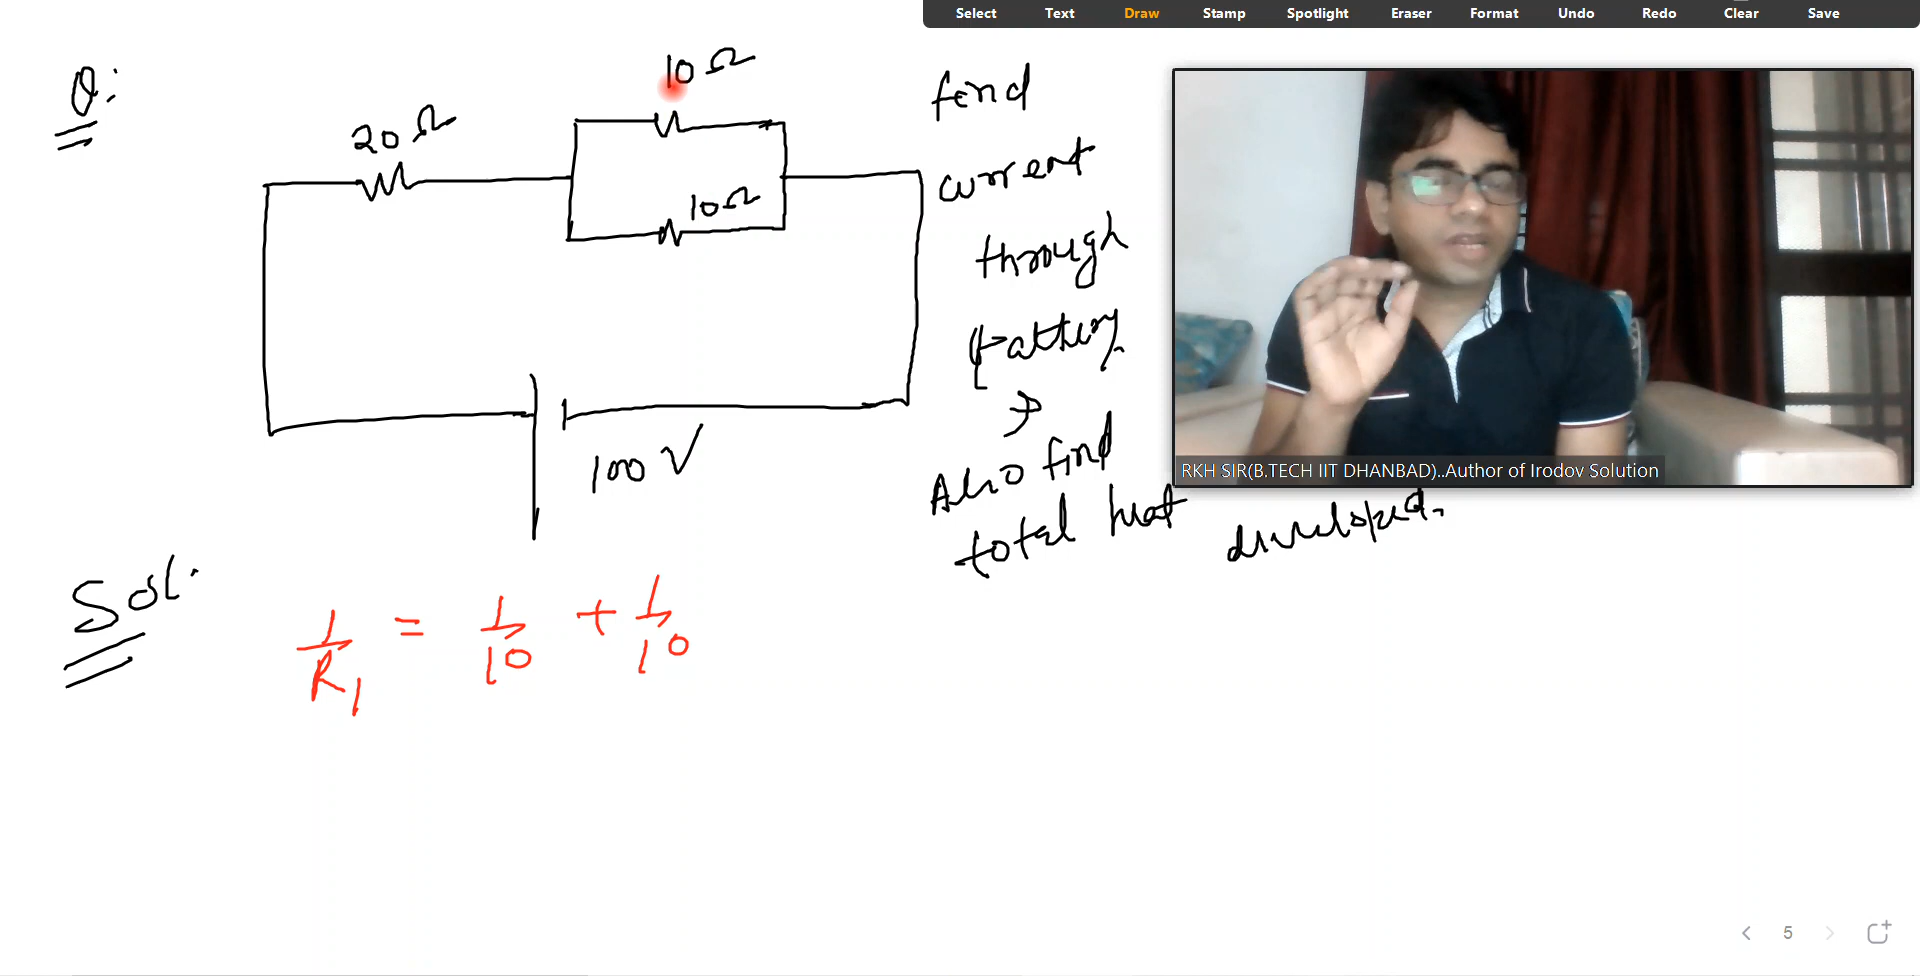 Select Text Draw Stamp Spotlight Eraser Format Undo Redo Clear Save
Q:
20 Ω
10 Ω
10 Ω
100 V
find
current
through
battery.
→
Also find
total heat developed.
RKH SIR(B.TECH IIT DHANBAD)..Author of Irodov Solution
Sol.
1/R₁ = 1/10 + 1/10
5